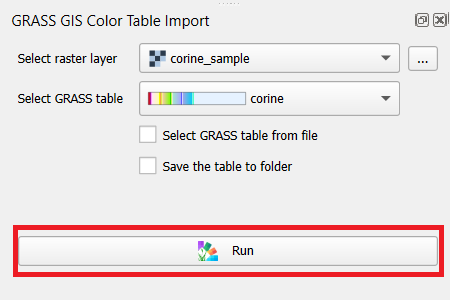 GRASS GIS Color Table Import
Select raster layer corine_sample ...
Select GRASS table corine
Select GRASS table from file
Save the table to folder
Run